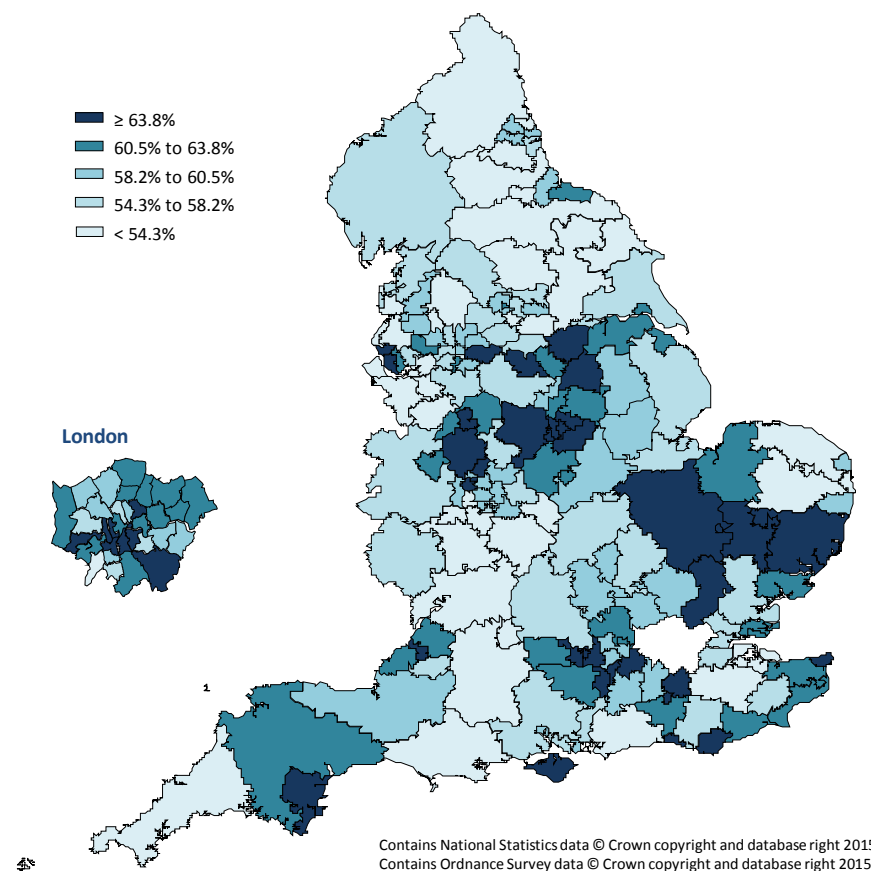 ≥ 63.8%
60.5% to 63.8%
58.2% to 60.5%
54.3% to 58.2%
< 54.3%
London
1
Contains National Statistics data © Crown copyright and database right 2015
Contains Ordnance Survey data © Crown copyright and database right 2015